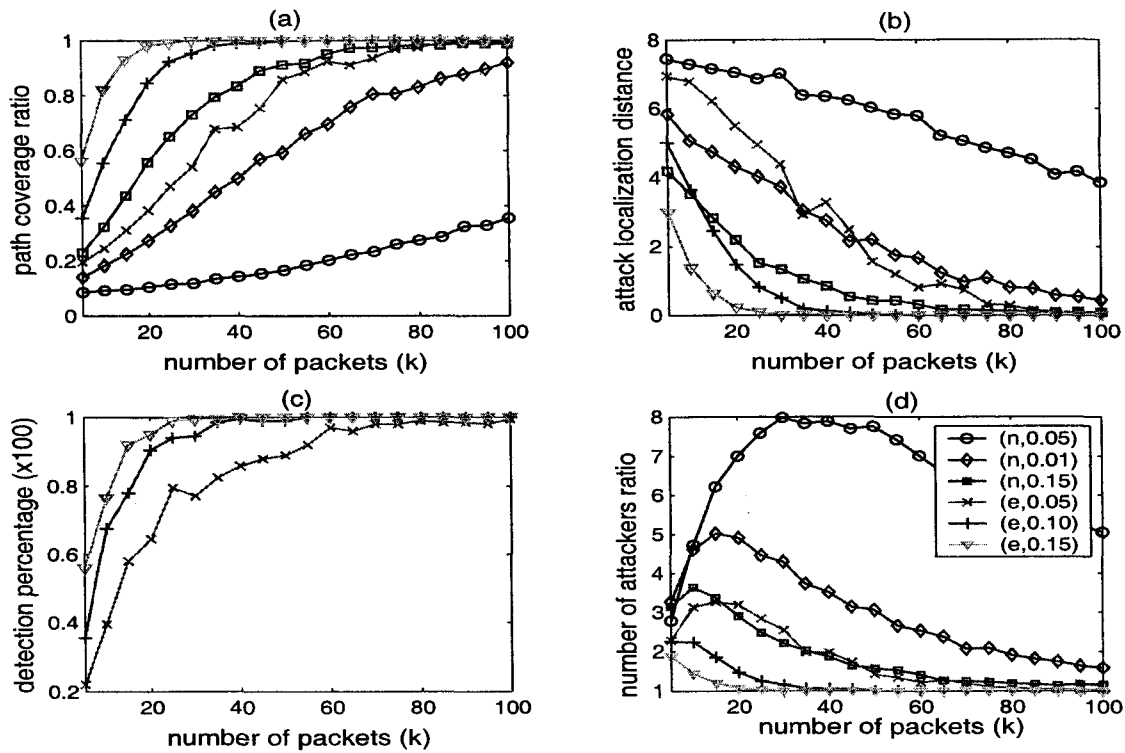 (a)
1
0.8
0.6
0.4
0.2
0
path coverage ratio
20 40 60 80 100
number of packets (k)
(b)
8
6
4
2
0
attack localization distance
20 40 60 80 100
number of packets (k)
(c)
1
0.8
0.6
0.4
0.2
detection percentage (x100)
20 40 60 80 100
number of packets (k)
(d)
8
7
6
5
4
3
2
1
number of attackers ratio
(n,0.05)
(n,0.01)
(n,0.15)
(e,0.05)
(e,0.10)
(e,0.15)
20 40 60 80 100
number of packets (k)